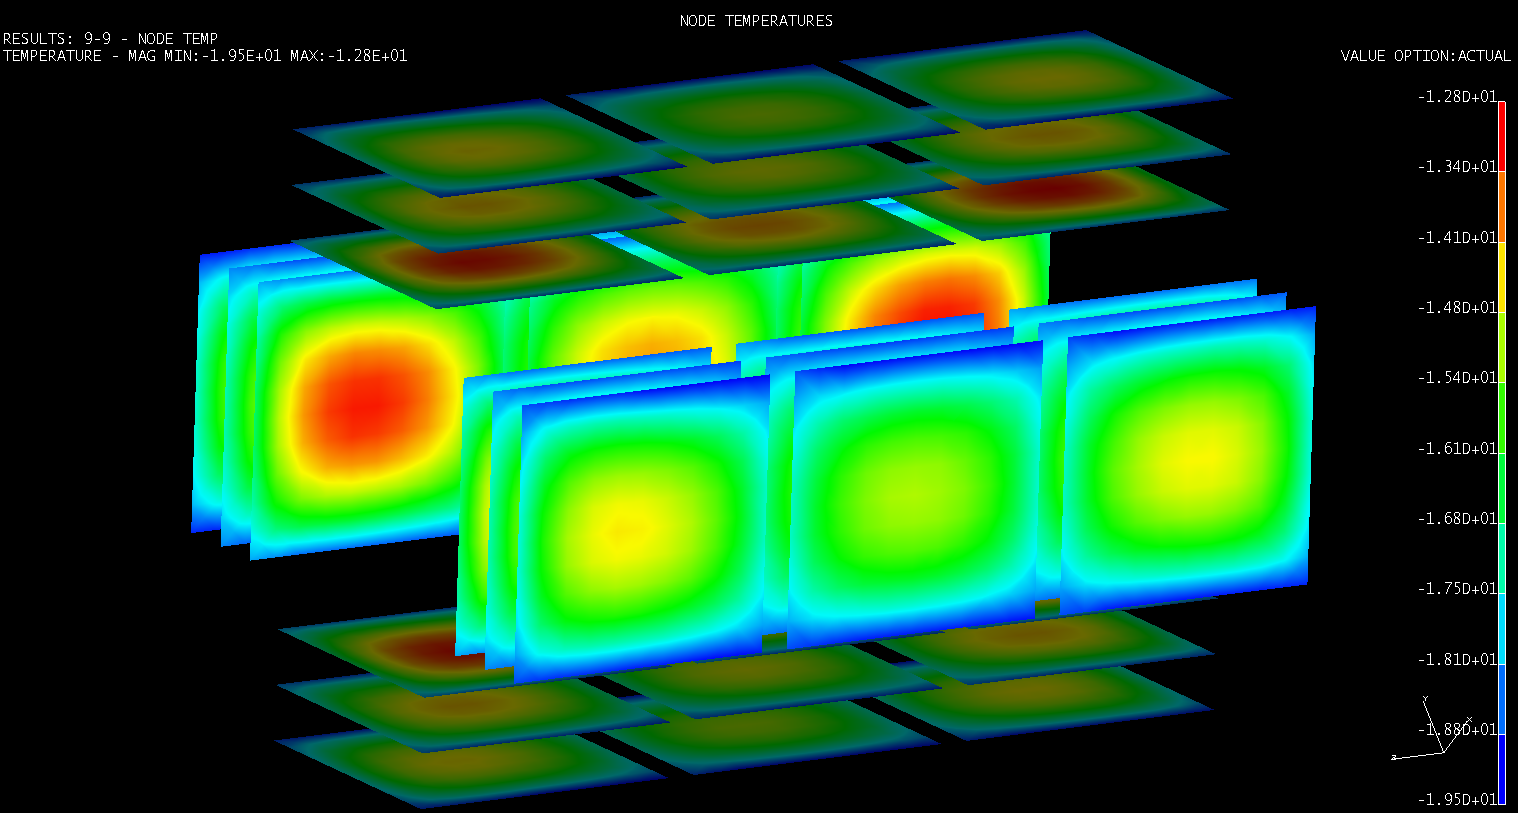 NODE TEMPERATURES
RESULTS: 9-9 - NODE TEMP
TEMPERATURE - MAG MIN:-1.95E+01 MAX:-1.28E+01
VALUE OPTION:ACTUAL
-1.28D+01
-1.34D+01
-1.41D+01
-1.48D+01
-1.54D+01
-1.61D+01
-1.68D+01
-1.75D+01
-1.81D+01
Y
X
-1.88D+01
Z
-1.95D+01